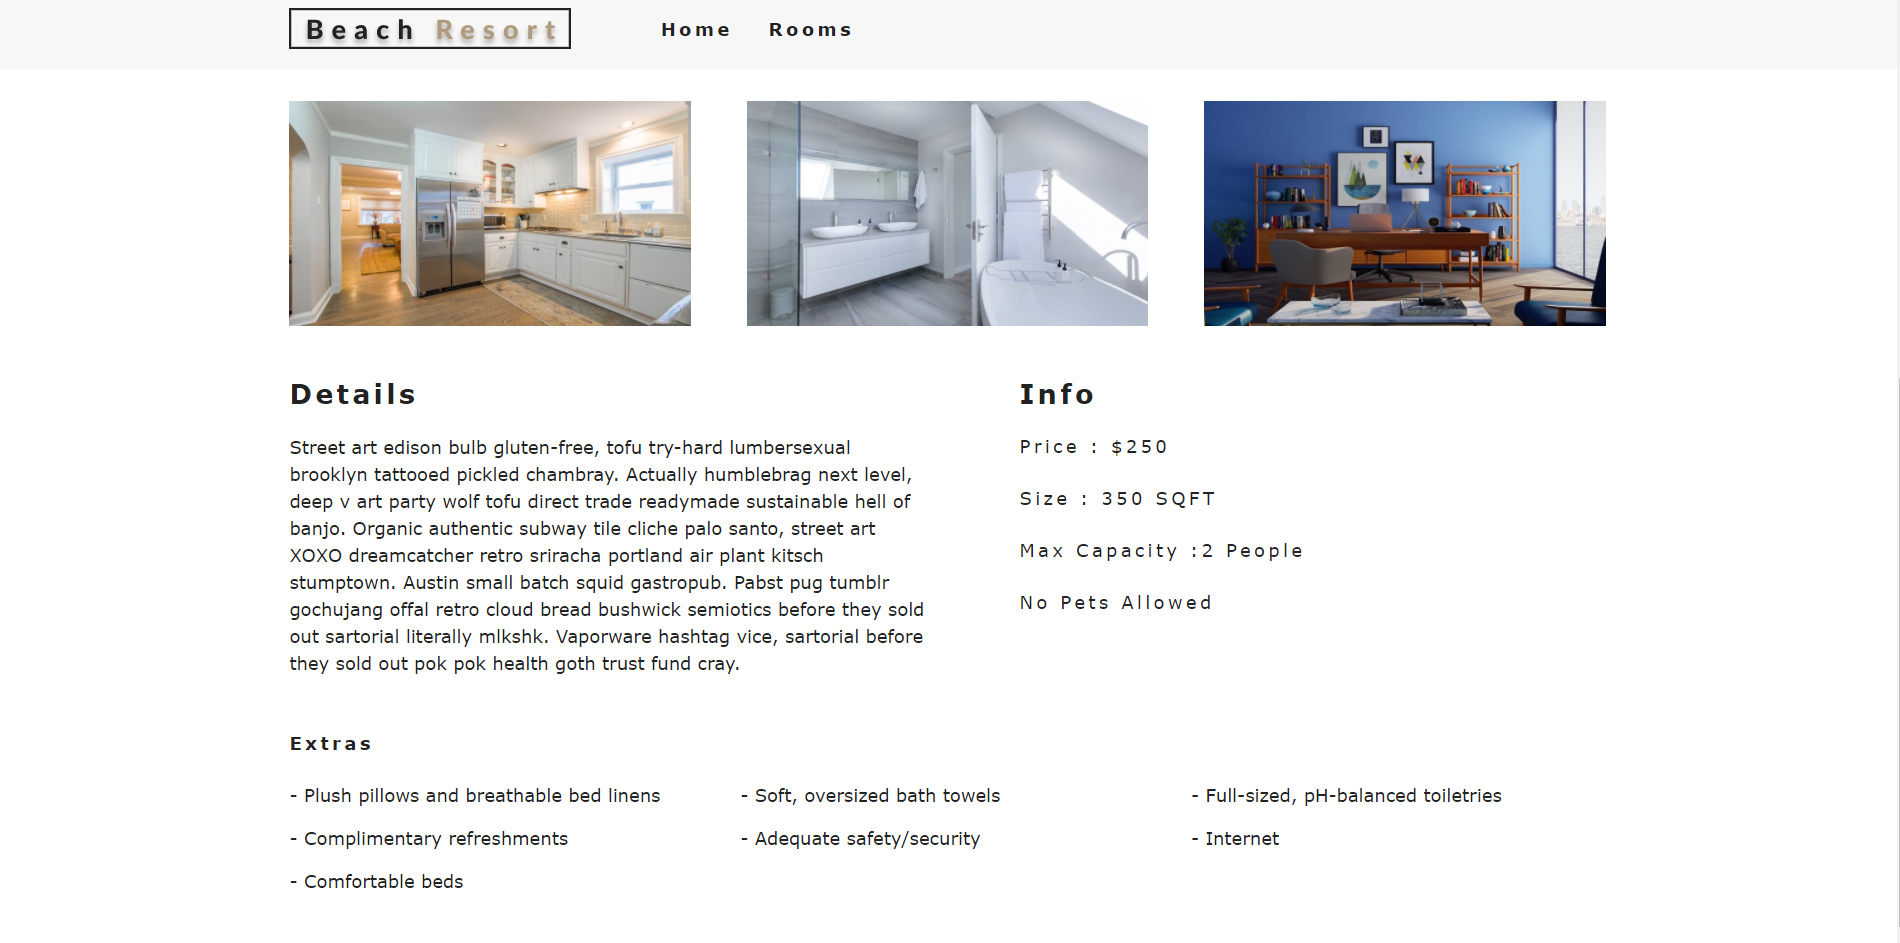 Beach Resort
Home
Rooms
Details
Street art edison bulb gluten-free, tofu try-hard lumbersexual
brooklyn tattooed pickled chambray. Actually humblebrag next level,
deep v art party wolf tofu direct trade readymade sustainable hell of
banjo. Organic authentic subway tile cliche palo santo, street art
XOXO dreamcatcher retro sriracha portland air plant kitsch
stumptown. Austin small batch squid gastropub. Pabst pug tumblr
gochujang offal retro cloud bread bushwick semiotics before they sold
out sartorial literally mlkshk. Vaporware hashtag vice, sartorial before
they sold out pok pok health goth trust fund cray.
Info
Price : $250
Size : 350 SQFT
Max Capacity :2 People
No Pets Allowed
Extras
- Plush pillows and breathable bed linens
- Soft, oversized bath towels
- Full-sized, pH-balanced toiletries
- Complimentary refreshments
- Adequate safety/security
- Internet
- Comfortable beds